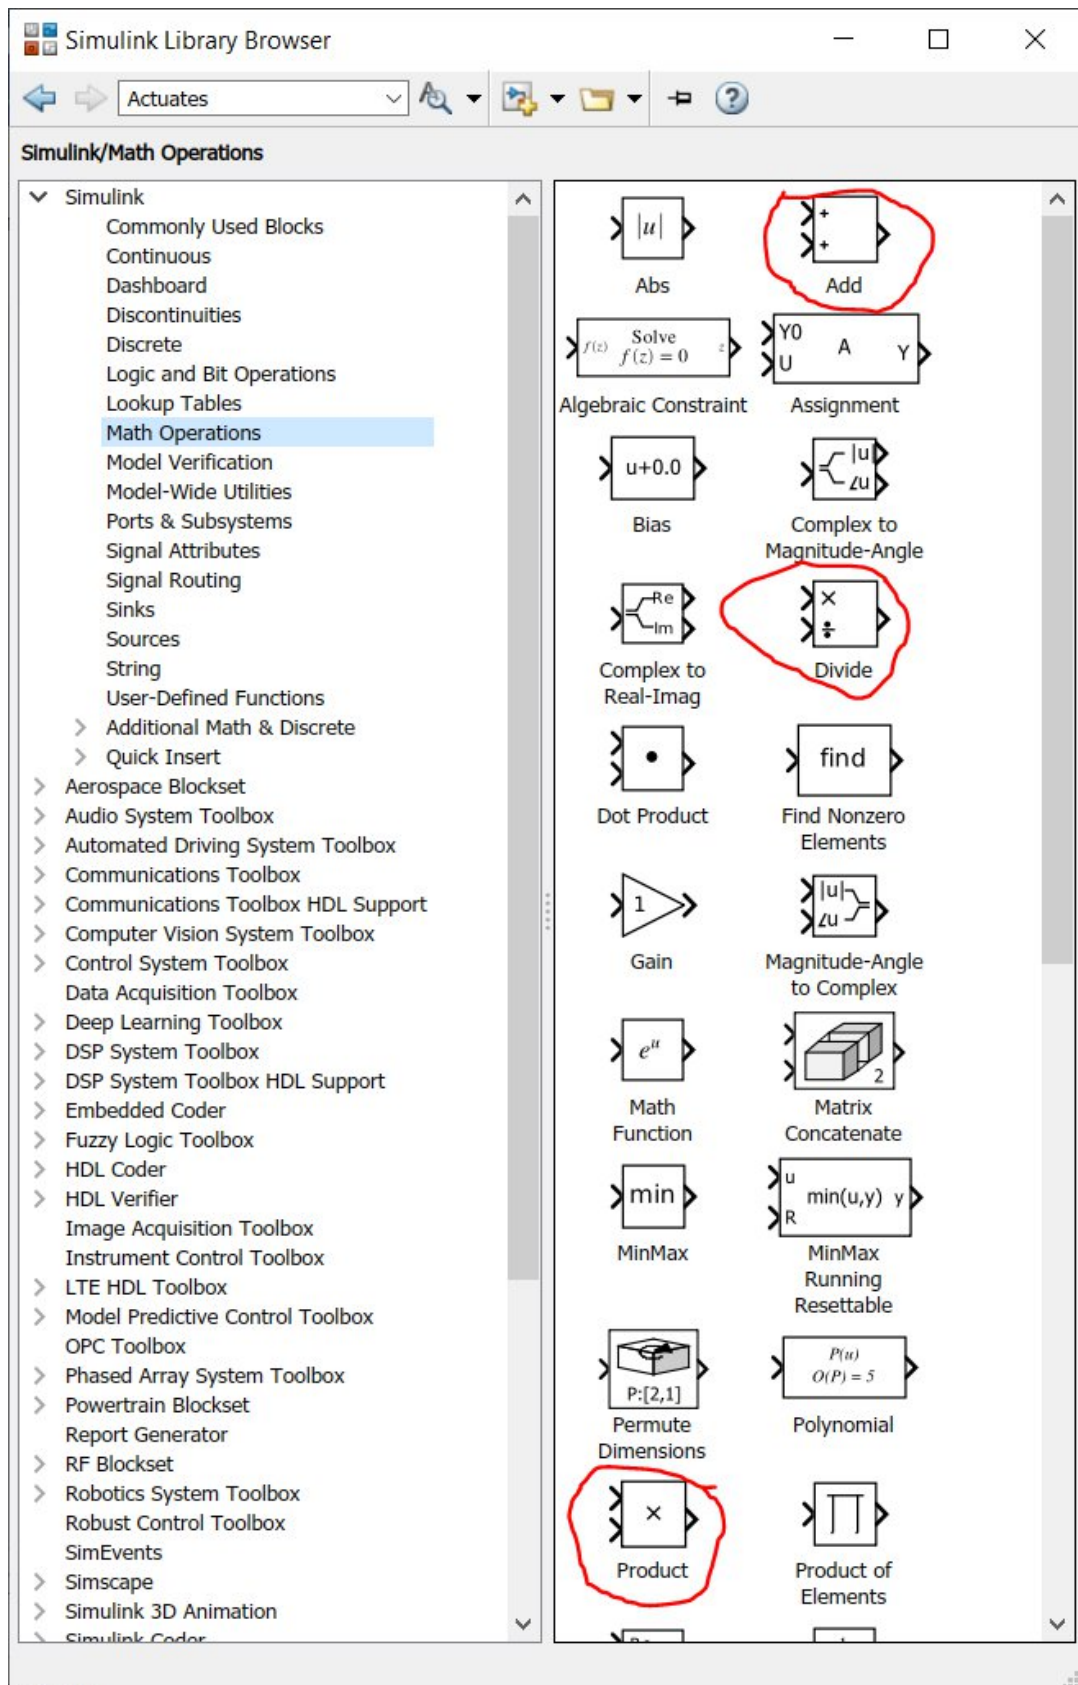 Simulink Library Browser
Actuates
Simulink/Math Operations
Simulink
Commonly Used Blocks
Continuous
Dashboard
Discontinuities
Discrete
Logic and Bit Operations
Lookup Tables
Math Operations
Model Verification
Model-Wide Utilities
Ports & Subsystems
Signal Attributes
Signal Routing
Sinks
Sources
String
User-Defined Functions
Additional Math & Discrete
Quick Insert
Aerospace Blockset
Audio System Toolbox
Automated Driving System Toolbox
Communications Toolbox
Communications Toolbox HDL Support
Computer Vision System Toolbox
Control System Toolbox
Data Acquisition Toolbox
Deep Learning Toolbox
DSP System Toolbox
DSP System Toolbox HDL Support
Embedded Coder
Fuzzy Logic Toolbox
HDL Coder
HDL Verifier
Image Acquisition Toolbox
Instrument Control Toolbox
LTE HDL Toolbox
Model Predictive Control Toolbox
OPC Toolbox
Phased Array System Toolbox
Powertrain Blockset
Report Generator
RF Blockset
Robotics System Toolbox
Robust Control Toolbox
SimEvents
Simscape
Simulink 3D Animation
Simulink Coder
|u|
Abs
+
+
Add
f(z) Solve f(z) = 0 z
Algebraic Constraint
Y0
U A Y
Assignment
u+0.0
Bias
|u|
∠u
Complex to
Magnitude-Angle
Re
Im
Complex to
Real-Imag
×
÷
Divide
•
Dot Product
find
Find Nonzero
Elements
1
Gain
|u|
∠u
Magnitude-Angle
to Complex
e^u
Math
Function
2
Matrix
Concatenate
min
MinMax
u
R min(u,y) y
MinMax
Running
Resettable
P:[2,1]
Permute
Dimensions
P(u)
O(P) = 5
Polynomial
×
Product
∏
Product of
Elements